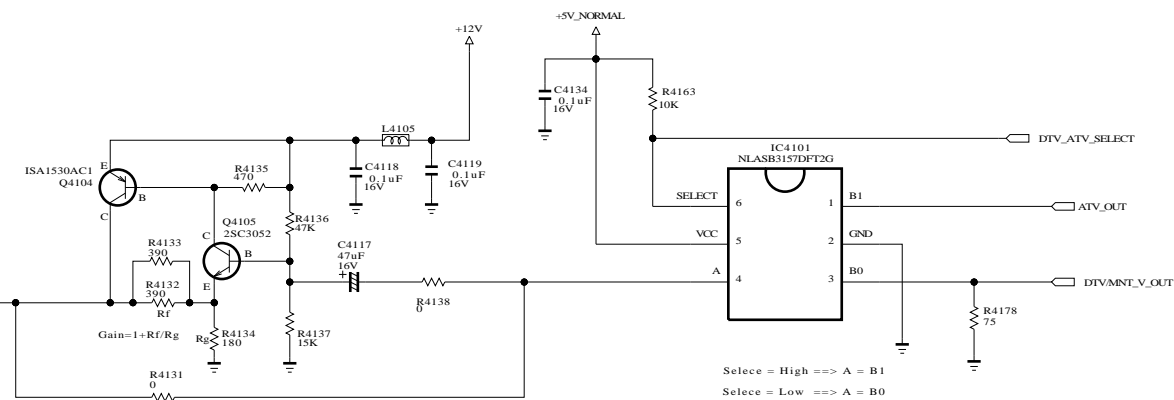 +5V_NORMAL
+12V
C4134
0.1uF
16V
R4163
10K
DTV_ATV_SELECT
L4105
IC4101
NLASB3157DFT2G
ISA1530AC1
Q4104
E
B
C
R4135
470
C4118
0.1uF
16V
C4119
0.1uF
16V
SELECT
6
1
B1
ATV_OUT
R4136
47K
Q4105
2SC3052
C
B
E
R4133
390
R4132
390
Rf
C4117
47uF
16V
+
VCC
5
2
GND
A
4
3
B0
DTV/MNT_V_OUT
R4138
0
Gain=1+Rf/Rg
Rg
R4134
180
R4137
15K
R4178
75
R4131
0
Selece = High ==> A = B1
Selece = Low ==> A = B0